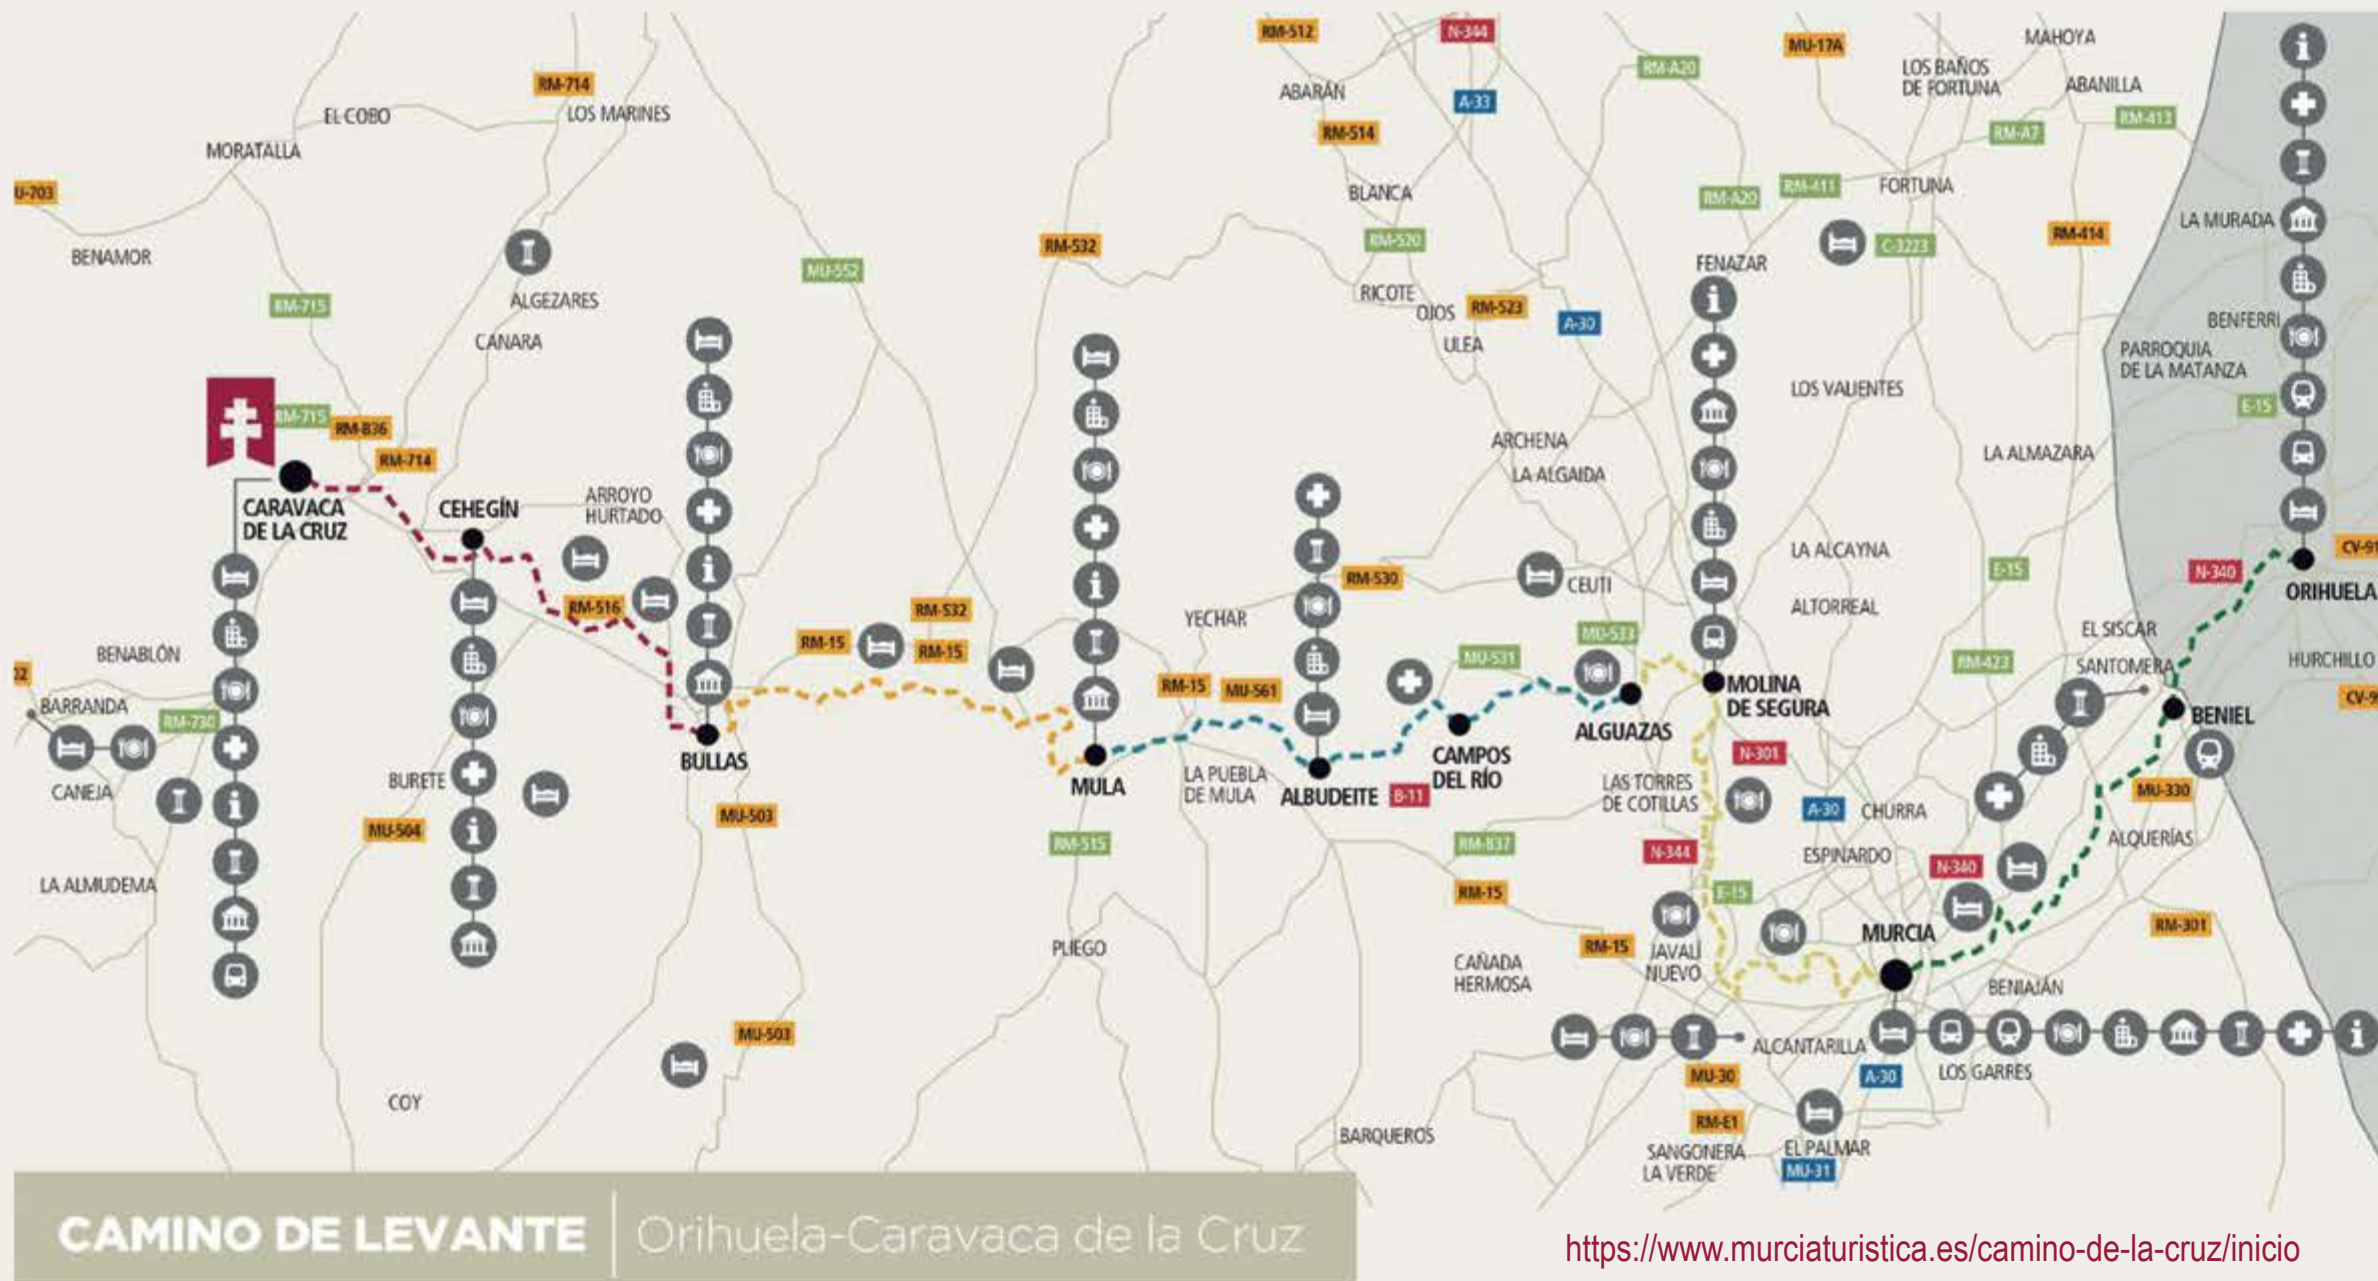 RM-512
N-344
MU-17A
MAHOYA
RM-A20
LOS BAÑOS
DE FORTUNA
ABANILLA
RM-714
EL COBO
LOS MARINES
ABARÁN
A-33
RM-413
RM-514
RM-A7
MORATALLA
U-703
BLANCA
RM-A20
RM-411
FORTUNA
LA MURADA
BENAMOR
RM-532
RM-520
C-3223
RM-414
MU-552
FENAZAR
RM-715
ALGEZARES
RICOTE
OJOS
RM-523
A-30
BENFERRI
CANARA
ULEA
PARROQUIA
DE LA MATANZA
LOS VALIENTES
E-15
RM-715
RM-B36
RM-714
ARCHENA
LA ALMAZARA
LA ALGAIDA
CARAVACA
DE LA CRUZ
CEHEGÍN
ARROYO
HURTADO
LA ALCAYNA
CV-91
RM-530
CEUTI
E-15
N-340
ORIHUELA
RM-516
RM-532
YECHAR
ALTORREAL
EL SISCAR
MU-533
RM-15
RM-15
BENABLÓN
MU-531
RM-423
SANTOMERA
HURCHILLO
02
BARRANDA
RM-15
MU-561
MOLINA
DE SEGURA
CV-9
RM-730
BENIEL
ALGUAZAS
BULLAS
CAMPOS
DEL RÍO
N-301
MULA
LA PUEBLA
DE MULA
ALBUDEITE
B-11
LAS TORRES
DE COTILLAS
MU-330
CANEJA
BURETE
MU-503
A-30
CHURRA
MU-504
RM-515
RM-B37
N-344
ESPINARDO
N-340
ALQUERÍAS
LA ALMUDEMA
RM-15
E-15
RM-301
PLIEGO
RM-15
JAVALI
NUEVO
MURCIA
CAÑADA
HERMOSA
BENIAJÁN
MU-503
ALCANTARILLA
MU-30
A-30
LOS GARRES
COY
RM-E1
BARQUEROS
SANGONERA
LA VERDE
EL PALMAR
MU-31
CAMINO DE LEVANTE
Orihuela-Caravaca de la Cruz
https://www.murciaturistica.es/camino-de-la-cruz/inicio